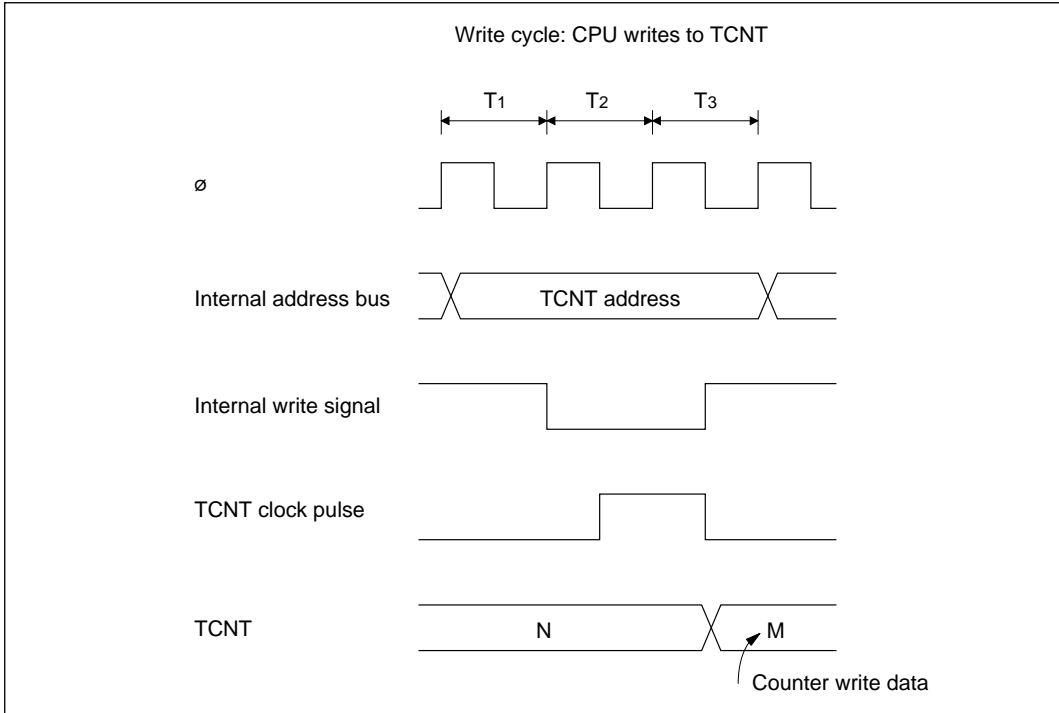 Write cycle: CPU writes to TCNT
T1 T2 T3
ø
Internal address bus
TCNT address
Internal write signal
TCNT clock pulse
TCNT
N
M
Counter write data